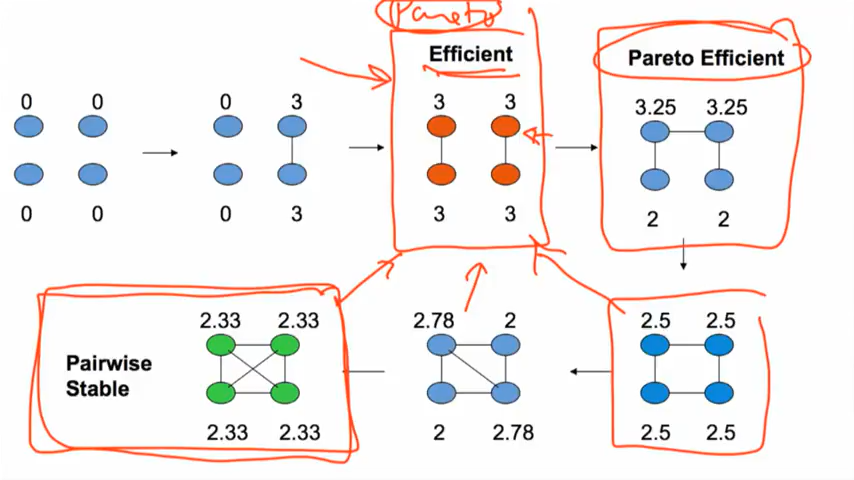 Pareto
Efficient
Pareto Efficient
0 0 0 3 3 3 3.25 3.25
0 0 0 3 3 3 2 2
2.33 2.33 2.78 2 2.5 2.5
Pairwise
Stable
2.33 2.33 2 2.78 2.5 2.5